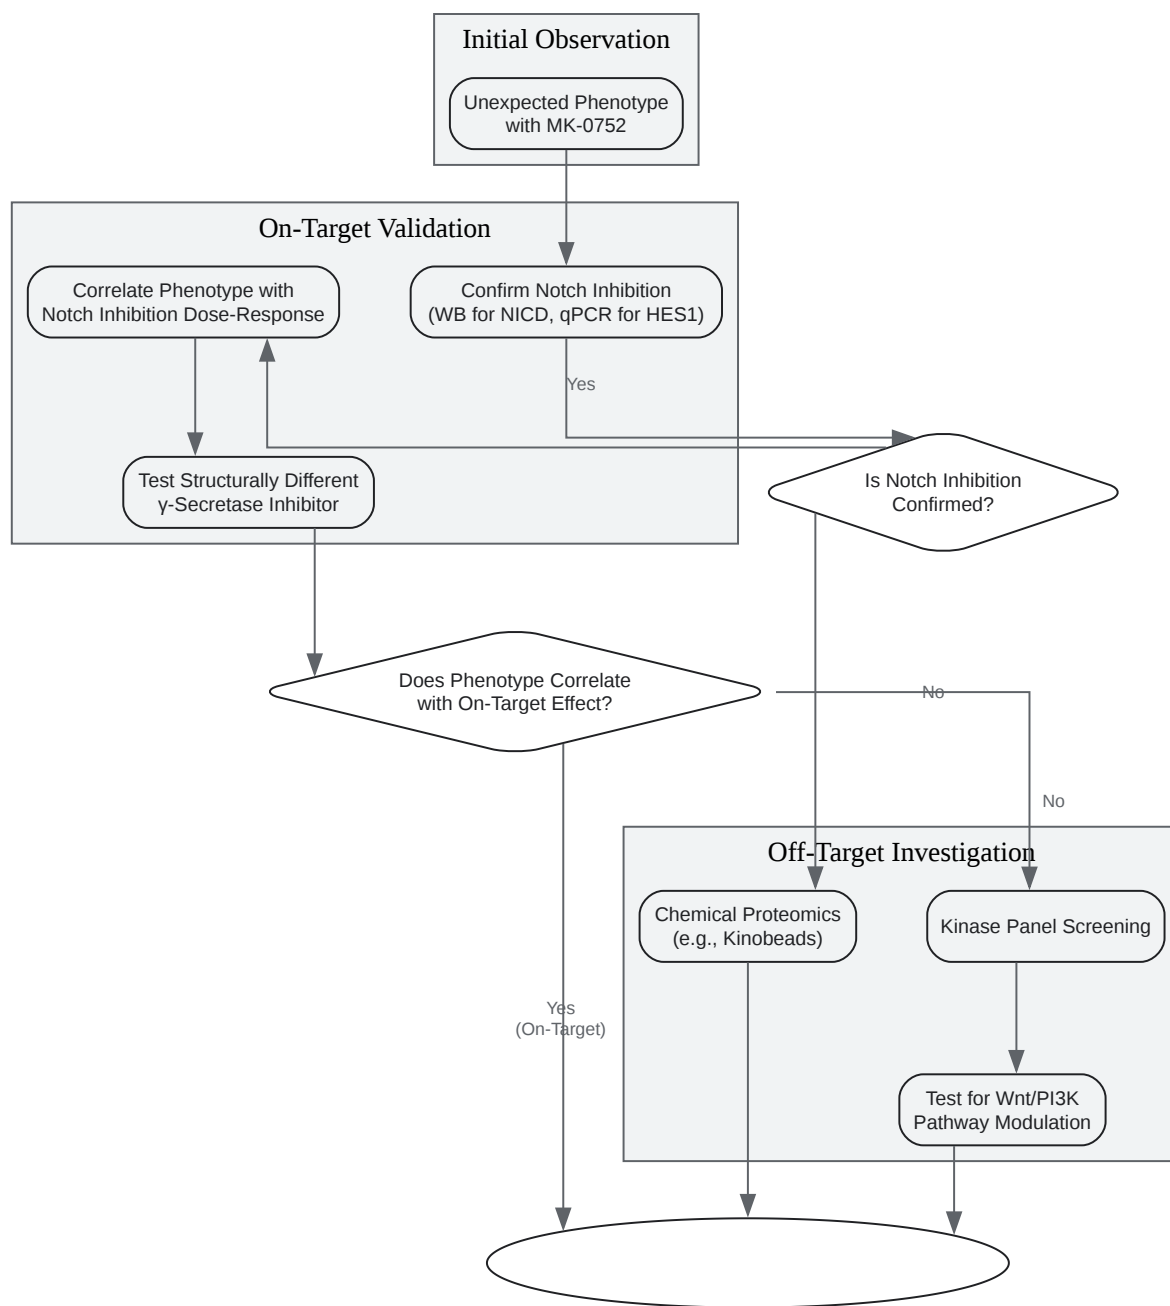 Initial Observation
Unexpected Phenotype
with MK-0752
On-Target Validation
Correlate Phenotype with
Notch Inhibition Dose-Response
Confirm Notch Inhibition
(WB for NICD, qPCR for HES1)
Yes
Test Structurally Different
γ-Secretase Inhibitor
Is Notch Inhibition
Confirmed?
Does Phenotype Correlate
with On-Target Effect?
No
No
Off-Target Investigation
Chemical Proteomics
(e.g., Kinobeads)
Kinase Panel Screening
Yes
(On-Target)
Test for Wnt/PI3K
Pathway Modulation